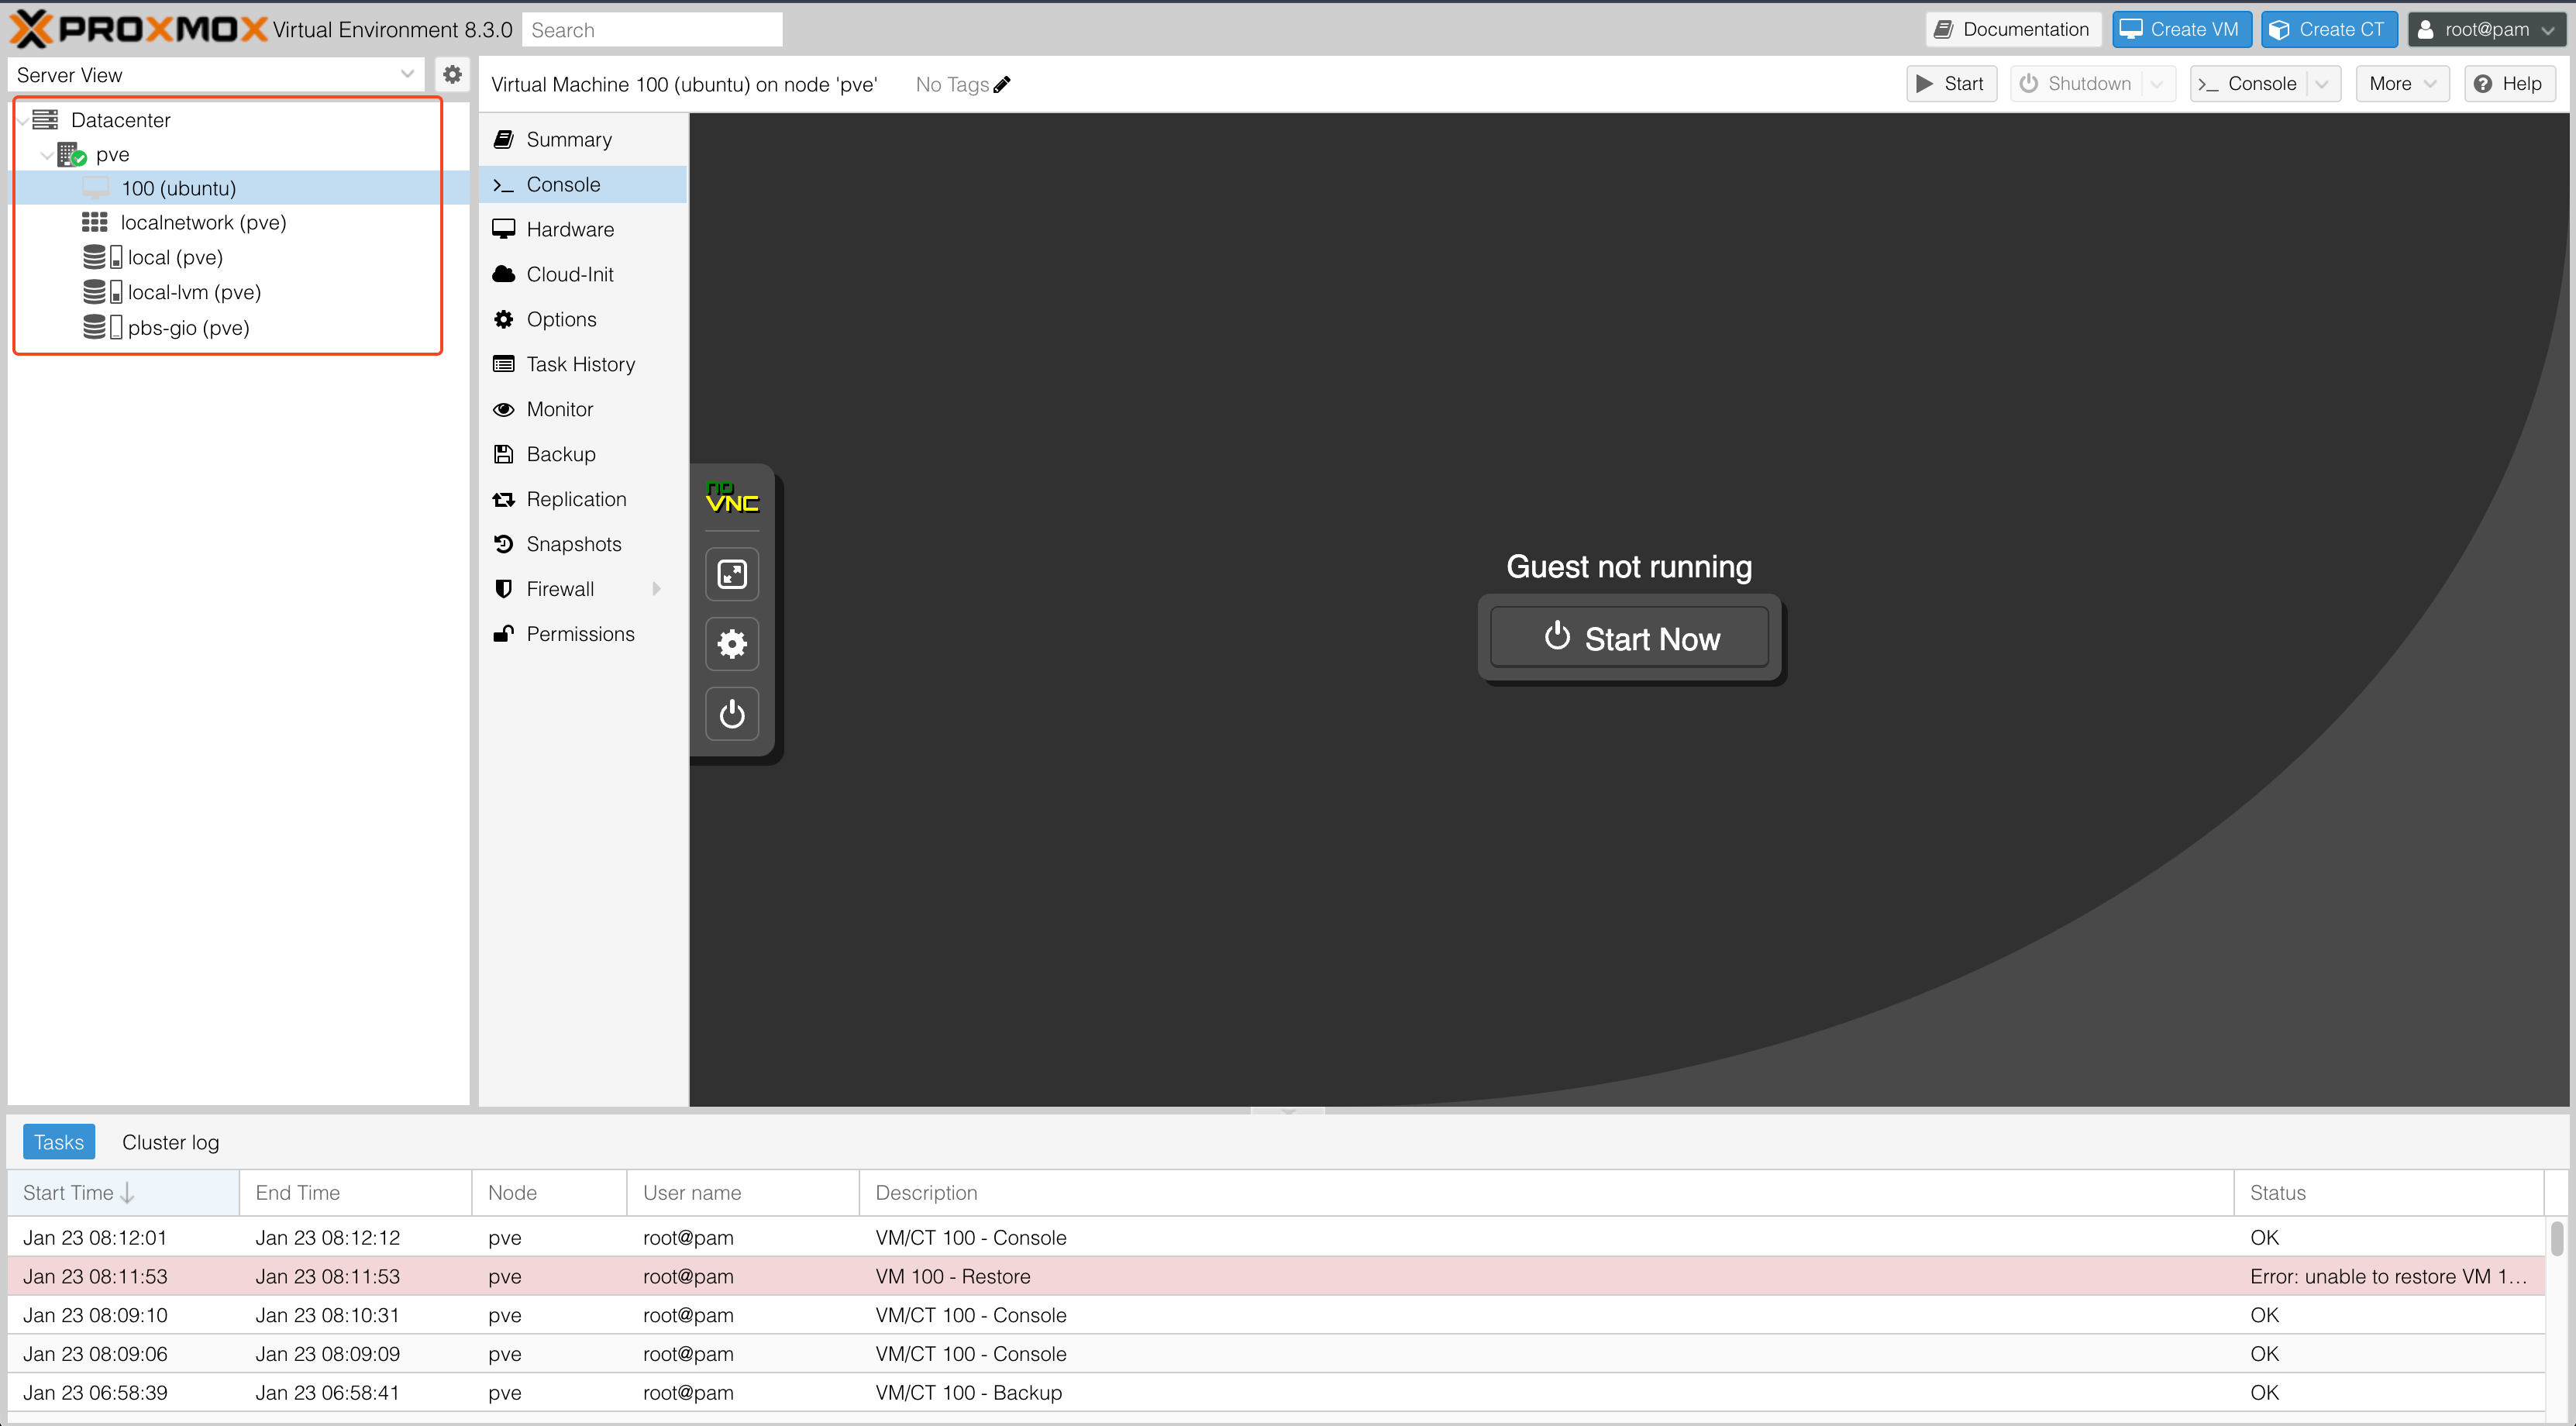 PROXMOX Virtual Environment 8.3.0 Search Documentation Create VM Create CT root@pam
Server View
Datacenter
pve
100 (ubuntu)
localnetwork (pve)
local (pve)
local-lvm (pve)
pbs-gio (pve)
Virtual Machine 100 (ubuntu) on node 'pve' No Tags Start Shutdown Console More Help
Summary
Console
Hardware
Cloud-Init
Options
Task History
Monitor
Backup
Replication
Snapshots
Firewall
Permissions
no
VNC
Guest not running
Start Now
Tasks Cluster log
Start Time End Time Node User name Description Status
Jan 23 08:12:01 Jan 23 08:12:12 pve root@pam VM/CT 100 - Console OK
Jan 23 08:11:53 Jan 23 08:11:53 pve root@pam VM 100 - Restore Error: unable to restore VM 1...
Jan 23 08:09:10 Jan 23 08:10:31 pve root@pam VM/CT 100 - Console OK
Jan 23 08:09:06 Jan 23 08:09:09 pve root@pam VM/CT 100 - Console OK
Jan 23 06:58:39 Jan 23 06:58:41 pve root@pam VM/CT 100 - Backup OK